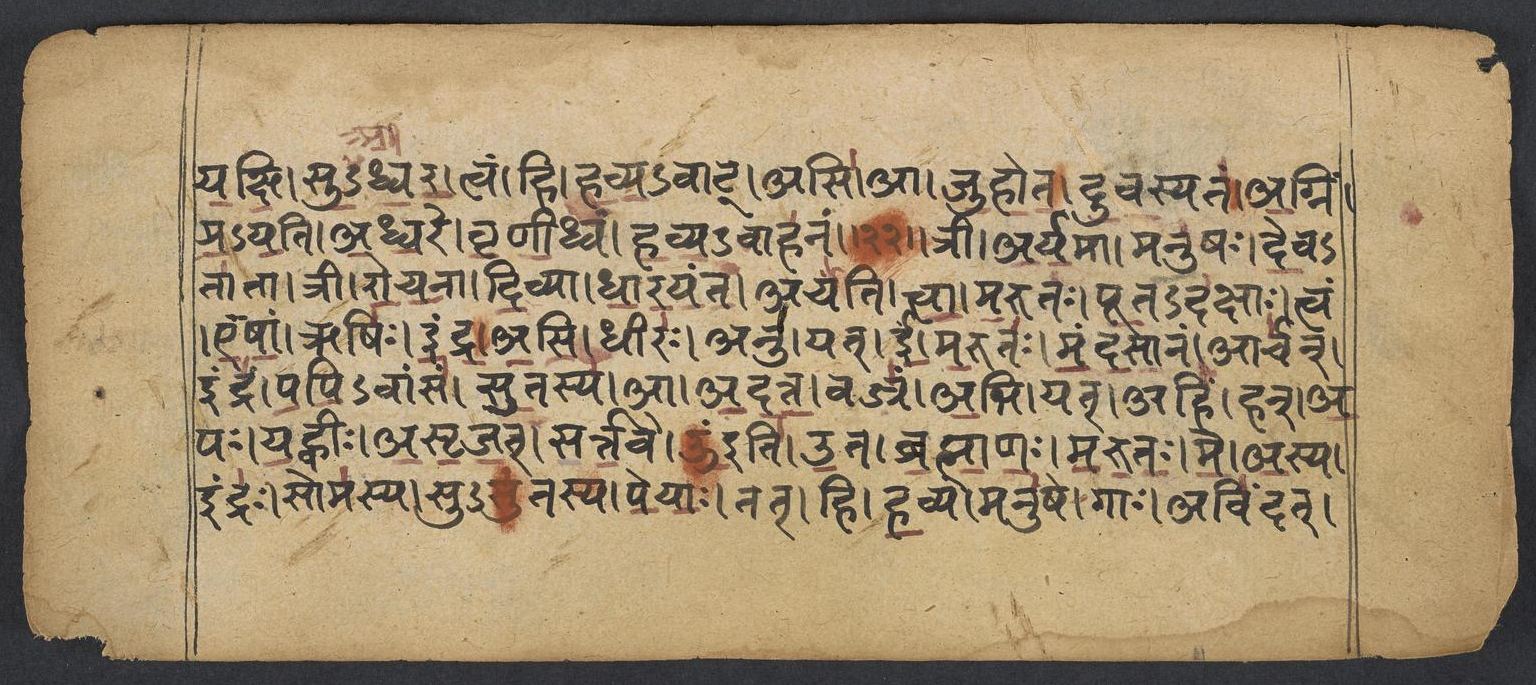 अ॥
यक्षि। सुऽध्वर। त्वं। हि। हव्यऽवाट्। असि। आ। जुहोत। दुवस्यत। अग्निं।
प्रऽयति। अध्वरे। वृणीध्वं। हव्यऽवाहनं॥२२॥ त्री। अर्यमा। मनुषः। देवऽ
ताता। त्री। रोचना। दिव्या। धारयंत। अर्चंति। त्वा। मरुतः। पूतऽदक्षाः। त्वं
।एषां। ऋषिः। इंद्र। असि। धीरः। अनु। यत्। ईं। मरुतः। मंदसानं। आर्चन्।
इंद्रं। पपिऽवांसं। सुतस्य। आ। अदत्त। वज्रं। अभि। यत्। अहिं। हन्। अ
पः। यह्वीः। असृजत्। सर्तवै। ऊंइति। उत। ब्रह्माणः। मरुतः। मे। अस्य।
इंद्रः। सोमस्य। सुऽसुतस्य। पेयाः। तत्। हि। हव्यं। मनुषे। गाः। अविंदत्।